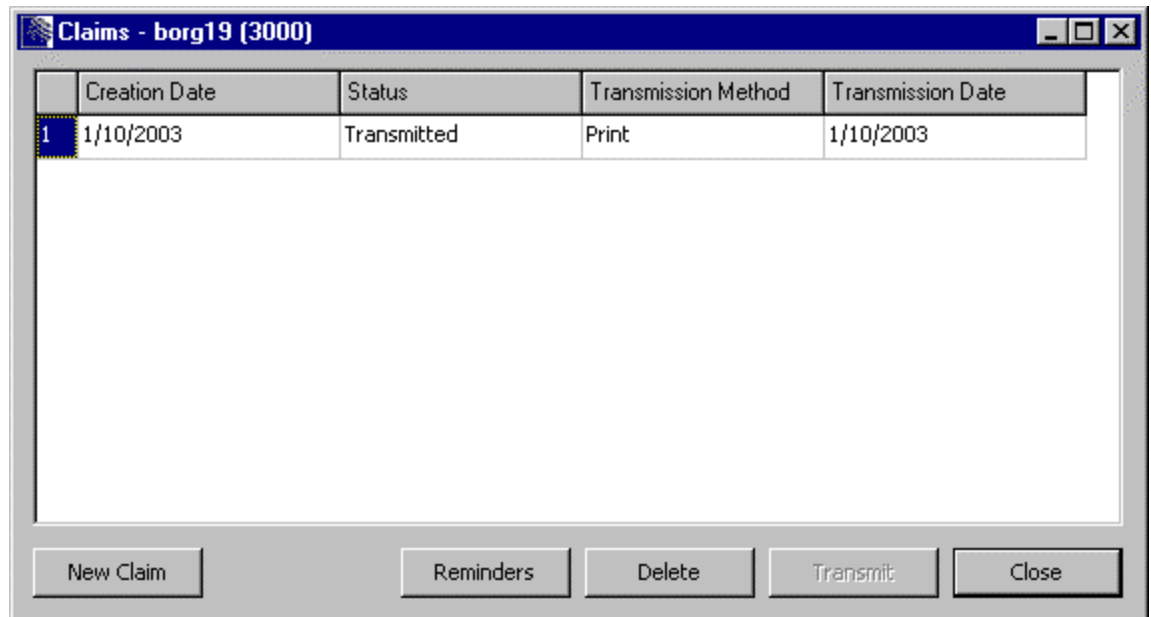 Claims - borg19 (3000)
Creation Date Status Transmission Method Transmission Date
1 1/10/2003 Transmitted Print 1/10/2003
New Claim Reminders Delete Transmit Close